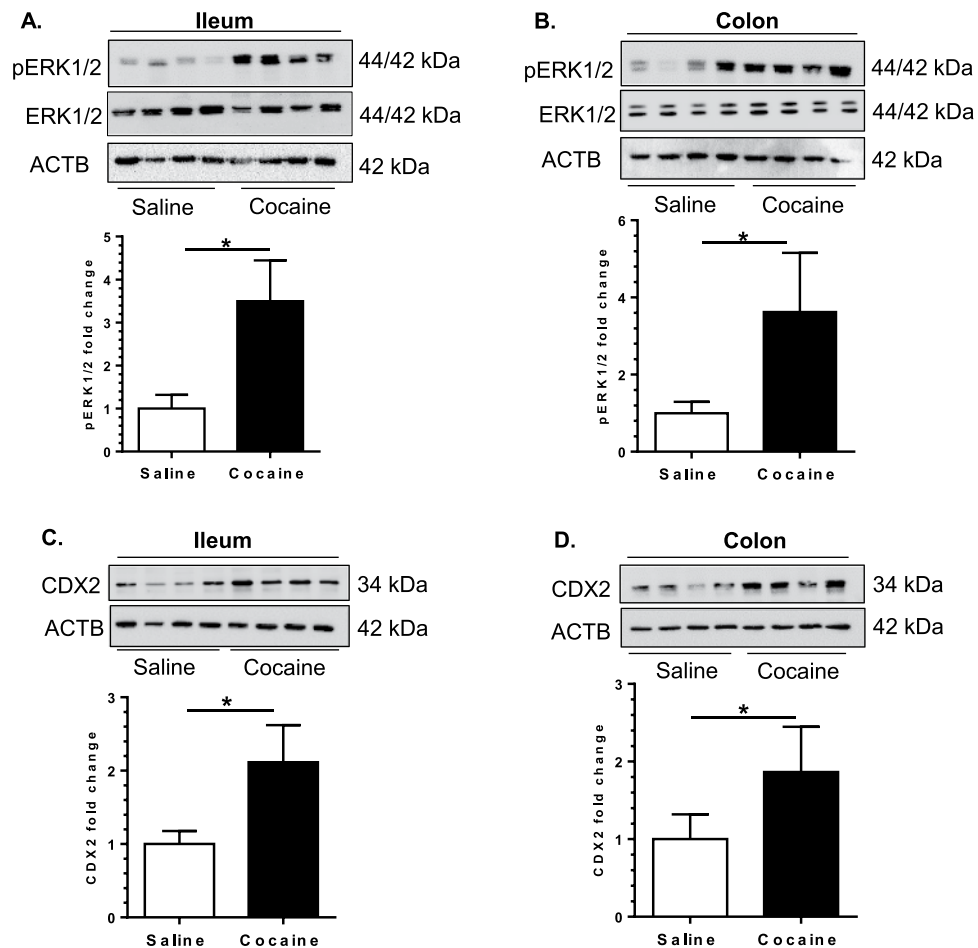 A.
Ileum
pERK1/2 44/42 kDa
ERK1/2 44/42 kDa
ACTB 42 kDa
Saline Cocaine
*
pERK1/2 fold change
5
4
3
2
1
0
Saline Cocaine
B.
Colon
pERK1/2 44/42 kDa
ERK1/2 44/42 kDa
ACTB 42 kDa
Saline Cocaine
*
pERK1/2 fold change
6
4
2
0
Saline Cocaine
C.
Ileum
CDX2 34 kDa
ACTB 42 kDa
Saline Cocaine
*
CDX2 fold change
3
2
1
0
Saline Cocaine
D.
Colon
CDX2 34 kDa
ACTB 42 kDa
Saline Cocaine
*
CDX2 fold change
3
2
1
0
Saline Cocaine